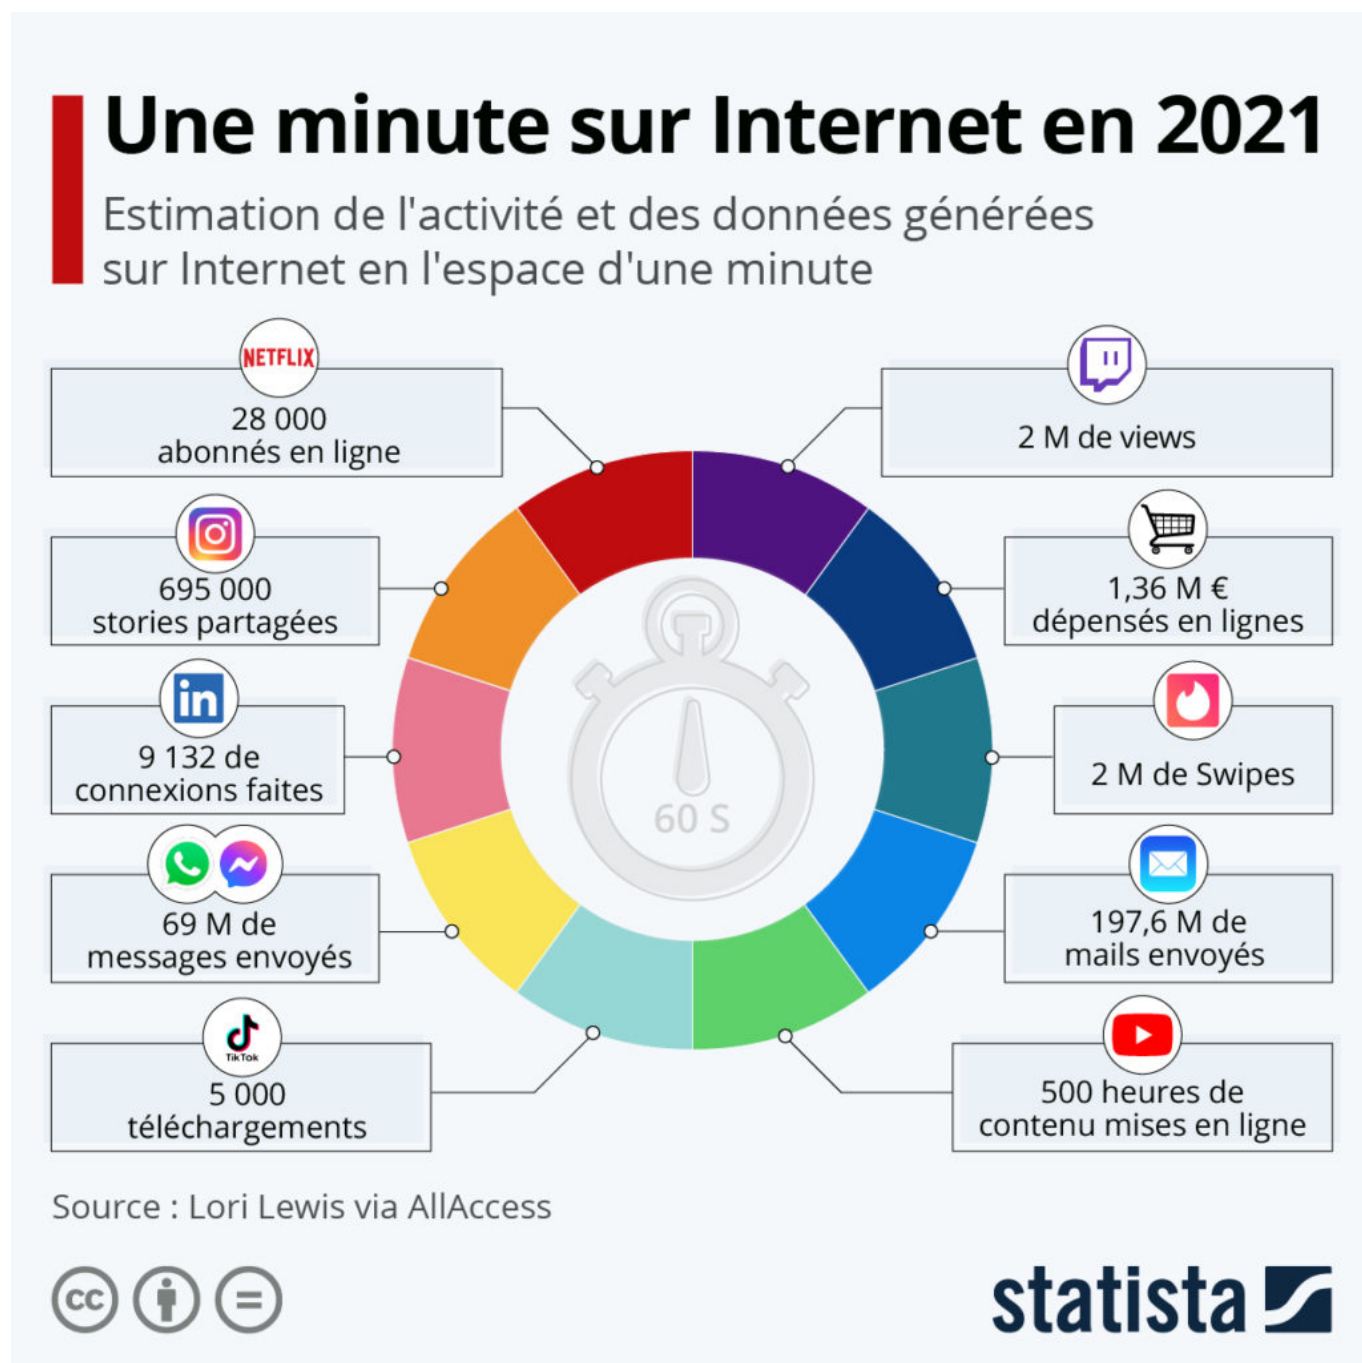 Une minute sur Internet en 2021
Estimation de l'activité et des données générées
sur Internet en l'espace d'une minute
NETFLIX
28 000
abonnés en ligne
2 M de views
695 000
stories partagées
1,36 M €
dépensés en lignes
in
9 132 de
connexions faites
2 M de Swipes
60 S
69 M de
messages envoyés
197,6 M de
mails envoyés
TikTok
5 000
téléchargements
500 heures de
contenu mises en ligne
Source : Lori Lewis via AllAccess
cc
statista